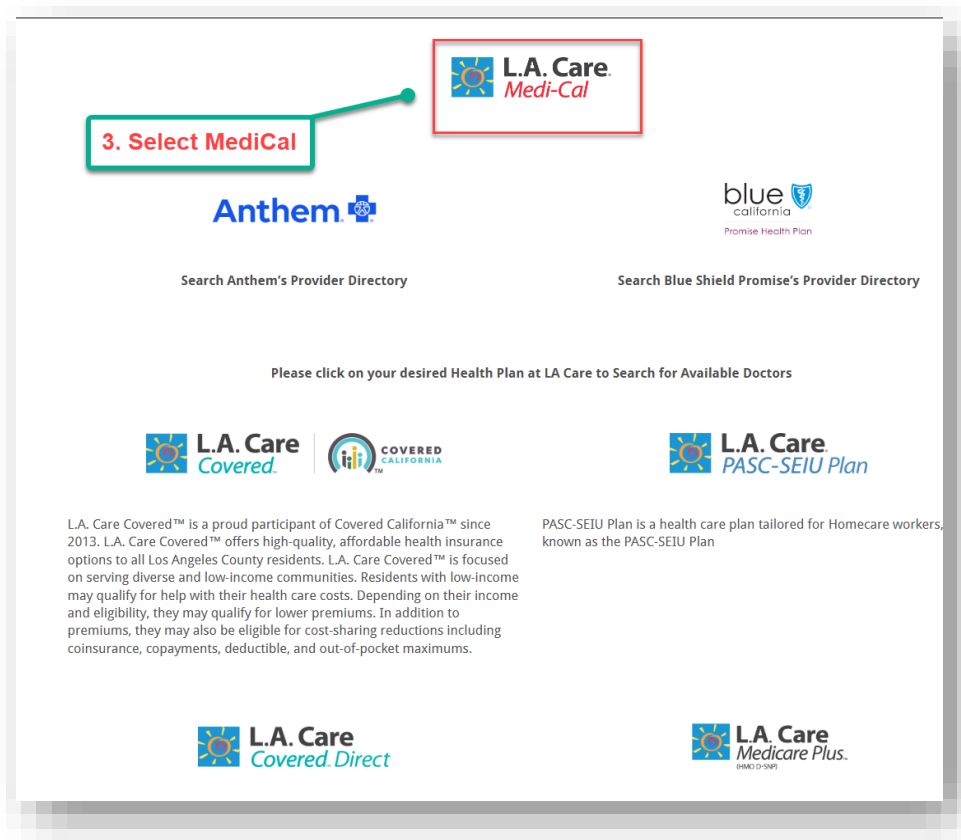 L.A. Care.
Medi-Cal
3. Select MediCal
Anthem
blue
california
Promise Health Plan
Search Anthem's Provider Directory
Search Blue Shield Promise's Provider Directory
Please click on your desired Health Plan at LA Care to Search for Available Doctors
L.A. Care
Covered™
COVERED
CALIFORNIA
TM
L.A. Care.
PASC-SEIU Plan
L.A. Care Covered™ is a proud participant of Covered California™ since
2013. L.A. Care Covered™ offers high-quality, affordable health insurance
options to all Los Angeles County residents. L.A. Care Covered™ is focused
on serving diverse and low-income communities. Residents with low-income
may qualify for help with their health care costs. Depending on their income
and eligibility, they may qualify for lower premiums. In addition to
premiums, they may also be eligible for cost-sharing reductions including
coinsurance, copayments, deductible, and out-of-pocket maximums.
PASC-SEIU Plan is a health care plan tailored for Homecare workers,
known as the PASC-SEIU Plan
L.A. Care
Covered Direct
L.A. Care
Medicare Plus™
(HMO D-SNP)